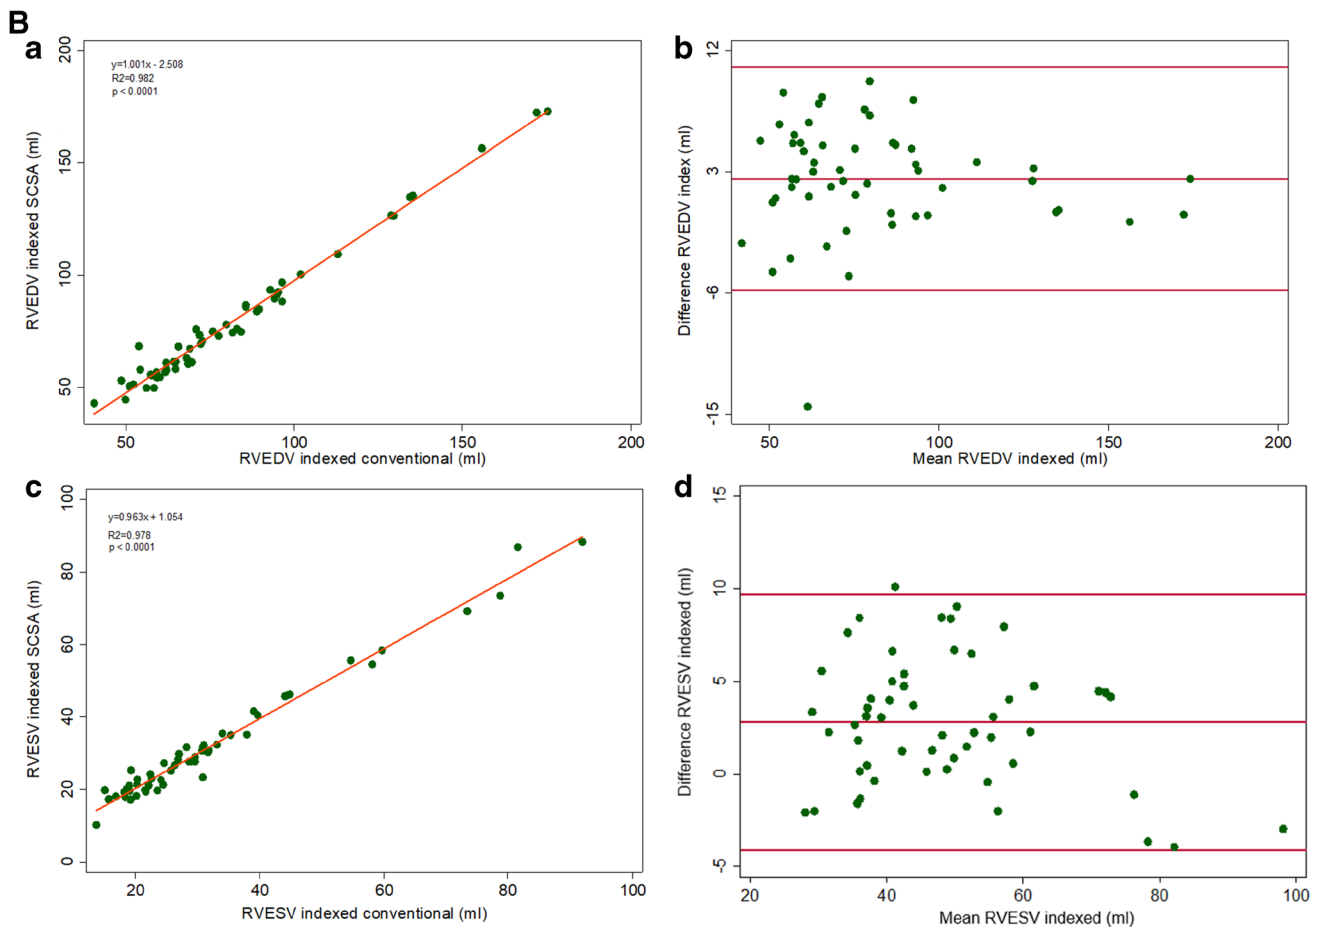 B
a
y=1.001x - 2.508
R2=0.982
p < 0.0001
200
150
100
50
RVEDV indexed SCSA (ml)
50 100 150 200
RVEDV indexed conventional (ml)
b
12
3
-6
-15
Difference RVEDV index (ml)
50 100 150 200
Mean RVEDV indexed (ml)
c
y=0.963x + 1.054
R2=0.978
p < 0.0001
100
80
60
40
20
0
RVESV indexed SCSA (ml)
20 40 60 80 100
RVESV indexed conventional (ml)
d
15
10
5
0
-5
Difference RVESV indexed (ml)
20 40 60 80 100
Mean RVESV indexed (ml)